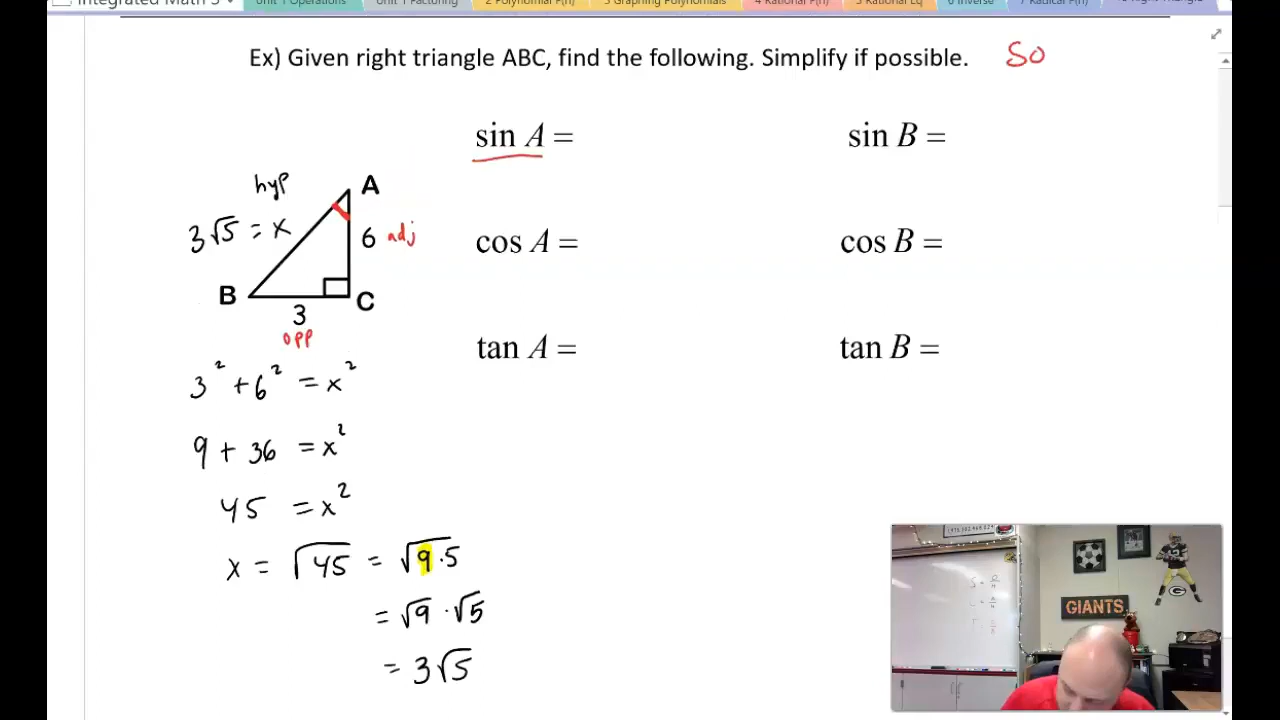 Integrated Math 3
Unit 1 Operations
Unit 1 Factoring
2 Polynomial F(n)
3 Graphing Polynomials
4 Rational F(n)
5 Rational Eq
6 Inverse
7 Radical F(n)
Right Triangle
Ex) Given right triangle ABC, find the following. Simplify if possible. So
sin A =
sin B =
hyp
A
3√5 = x
6 adj
cos A =
cos B =
B
C
3
opp
tan A =
tan B =
3² + 6² = x²
9 + 36 = x²
45 = x²
x = √45 = √9·5
= √9 · √5
= 3√5
GIANTS
G